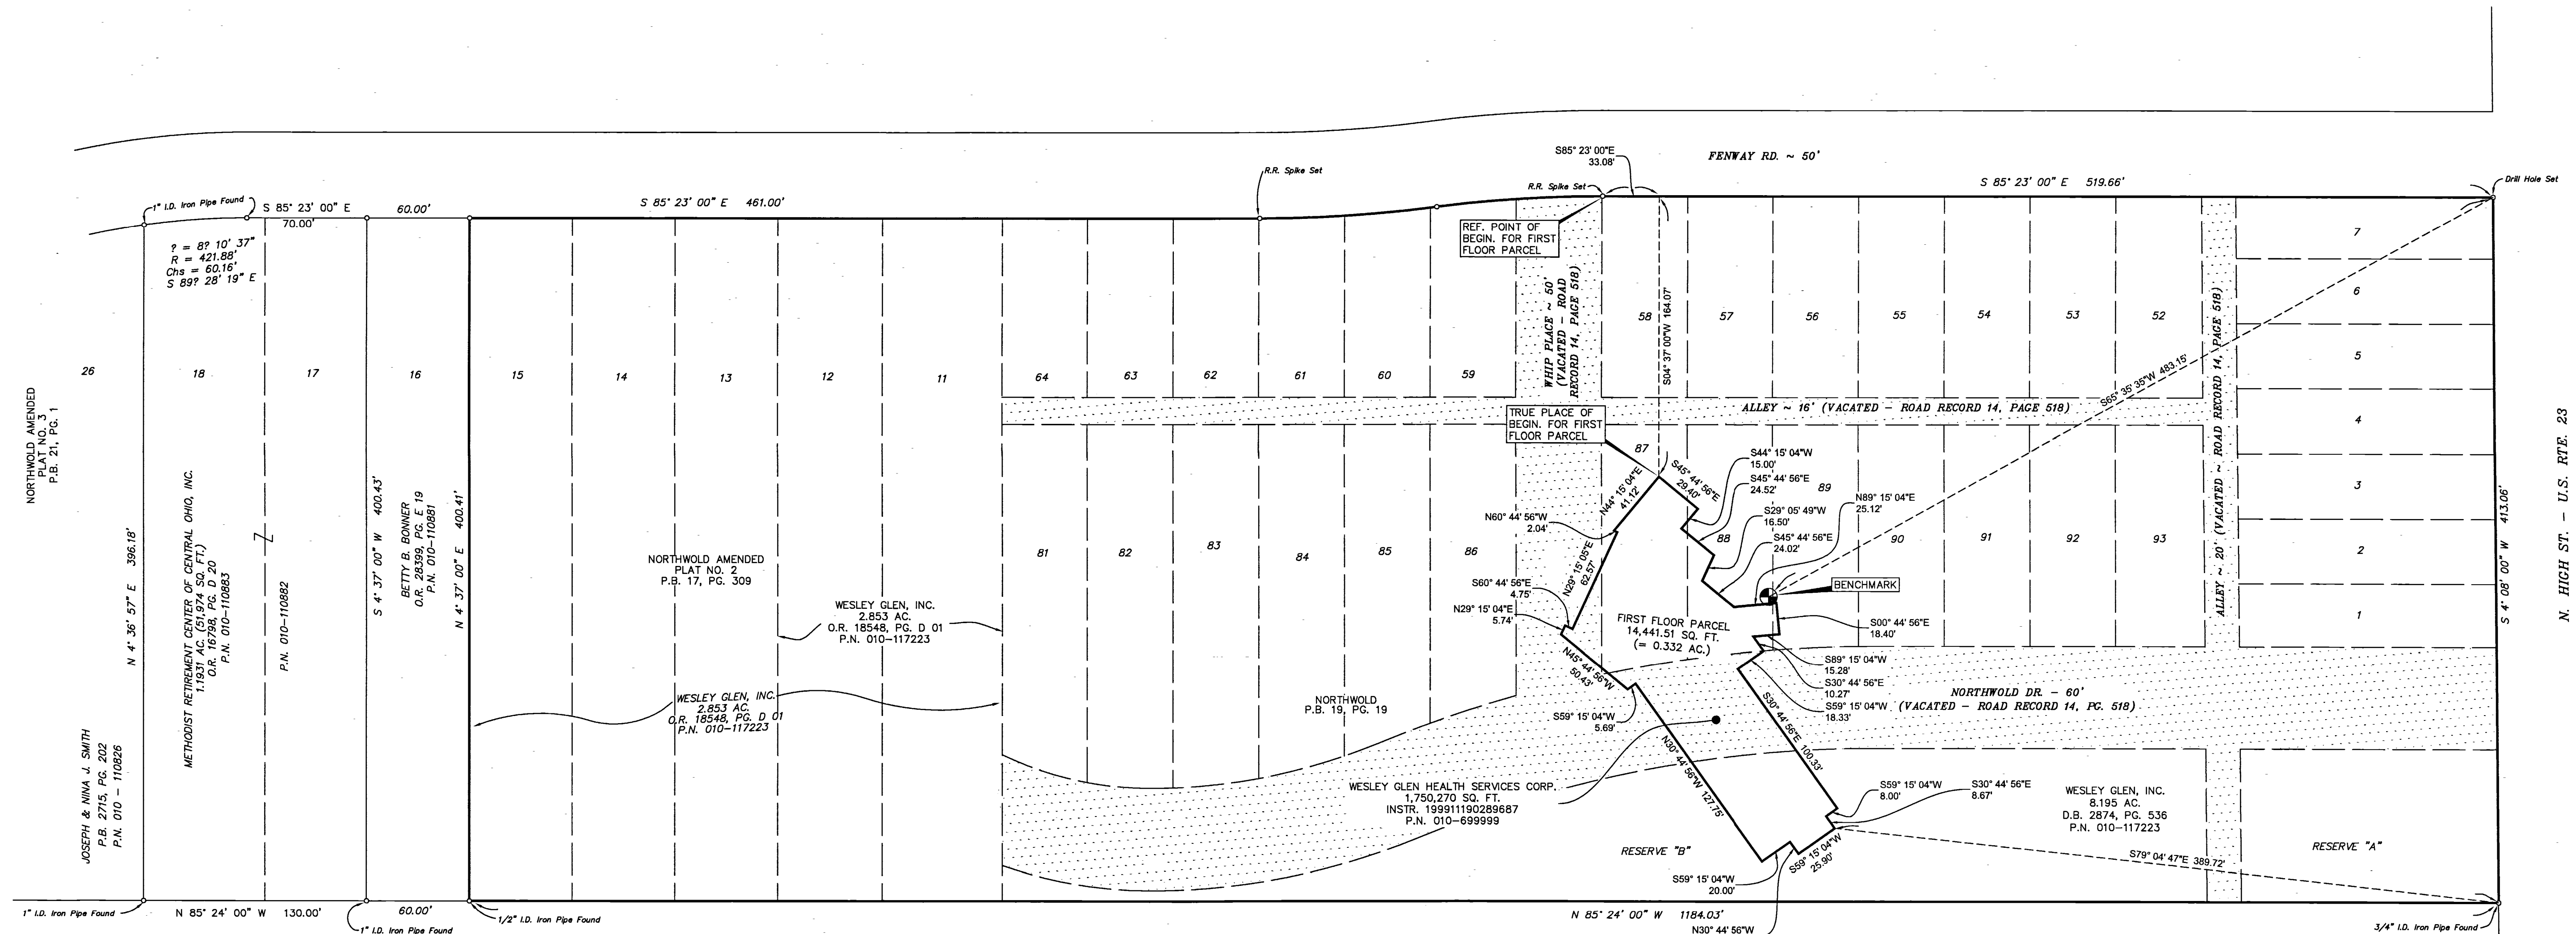 S85° 23' 00"E
33.08'
FENWAY RD. ~ 50'
R.R. Spike Set
R.R. Spike Set
S 85° 23' 00" E 519.66'
Drill Hole Set
1" I.D. Iron Pipe Found
S 85° 23' 00" E
70.00'
60.00'
S 85° 23' 00" E 461.00'
? = 8? 10' 37"
R = 421.88'
Chs = 60.16'
S 89? 28' 19" E
REF. POINT OF
BEGIN. FOR FIRST
FLOOR PARCEL
WHIP PLACE ~ 50'
(VACATED - ROAD
RECORD 14, PAGE 518)
S04° 37' 00"W 164.07'
58
57
56
55
54
53
52
7
6
5
4
3
2
1
ALLEY ~ 20' (VACATED ~ ROAD RECORD 14, PAGE 518)
S65° 35' 35"W 483.15'
26
18
17
16
15
14
13
12
11
64
63
62
61
60
59
NORTHWOLD AMENDED
PLAT NO. 3
P.B. 21, PG. 1
ALLEY ~ 16' (VACATED - ROAD RECORD 14, PAGE 518)
TRUE PLACE OF
BEGIN. FOR FIRST
FLOOR PARCEL
87
S45° 44' 56"E
29.40'
S44° 15' 04"W
15.00'
S45° 44' 56"E
24.52'
89
N89° 15' 04"E
25.12'
S29° 05' 49"W
16.50'
S45° 44' 56"E
24.02'
88
90
91
92
93
N44° 15' 04"E
41.12'
N60° 44' 56"W
2.04'
N29° 15' 05"E
62.57'
S60° 44' 56"E
4.75'
N29° 15' 04"E
5.74'
BENCHMARK
81
82
83
84
85
86
N. HIGH ST. - U.S. RTE. 23
S 4° 08' 00" W 413.06'
N 4° 36' 57" E 396.18'
METHODIST RETIREMENT CENTER OF CENTRAL OHIO, INC.
1.1931 AC. (51,974 SQ. FT.)
O.R. 16798, PG. D 20
P.N. 010-110883
P.N. 010-110882
S 4° 37' 00" W 400.43'
BETTY B. BONNER
O.R. 28399, PG. E 19
P.N. 010-110881
N 4° 37' 00" E 400.41'
NORTHWOLD AMENDED
PLAT NO. 2
P.B. 17, PG. 309
WESLEY GLEN, INC.
2.853 AC.
O.R. 18548, PG. D 01
P.N. 010-117223
FIRST FLOOR PARCEL
14,441.51 SQ. FT.
(= 0.332 AC.)
S00° 44' 56"E
18.40'
S89° 15' 04"W
15.28'
S30° 44' 56"E
10.27'
S59° 15' 04"W
18.33'
N45° 44' 56"W
50.43'
NORTHWOLD DR. - 60'
(VACATED - ROAD RECORD 14, PG. 518)
WESLEY GLEN, INC.
2.853 AC.
O.R. 18548, PG. D 01
P.N. 010-117223
NORTHWOLD
P.B. 19, PG. 19
S59° 15' 04"W
5.69'
S30° 44' 56"E 100.33'
N30° 44' 56"W 127.75'
JOSEPH & NINA J. SMITH
P.B. 2715, PG. 202
P.N. 010 - 110826
WESLEY GLEN HEALTH SERVICES CORP.
1,750,270 SQ. FT.
INSTR. 199911190289687
P.N. 010-699999
S59° 15' 04"W
8.00'
S30° 44' 56"E
8.67'
WESLEY GLEN, INC.
8.195 AC.
D.B. 2874, PG. 536
P.N. 010-117223
RESERVE "B"
S59° 15' 04"W
25.90'
S79° 04' 47"E 389.72'
RESERVE "A"
S59° 15' 04"W
20.00'
1" I.D. Iron Pipe Found
N 85° 24' 00" W 130.00'
60.00'
1/2" I.D. Iron Pipe Found
1" I.D. Iron Pipe Found
N 85° 24' 00" W 1184.03'
N30° 44' 56"W
3/4" I.D. Iron Pipe Found